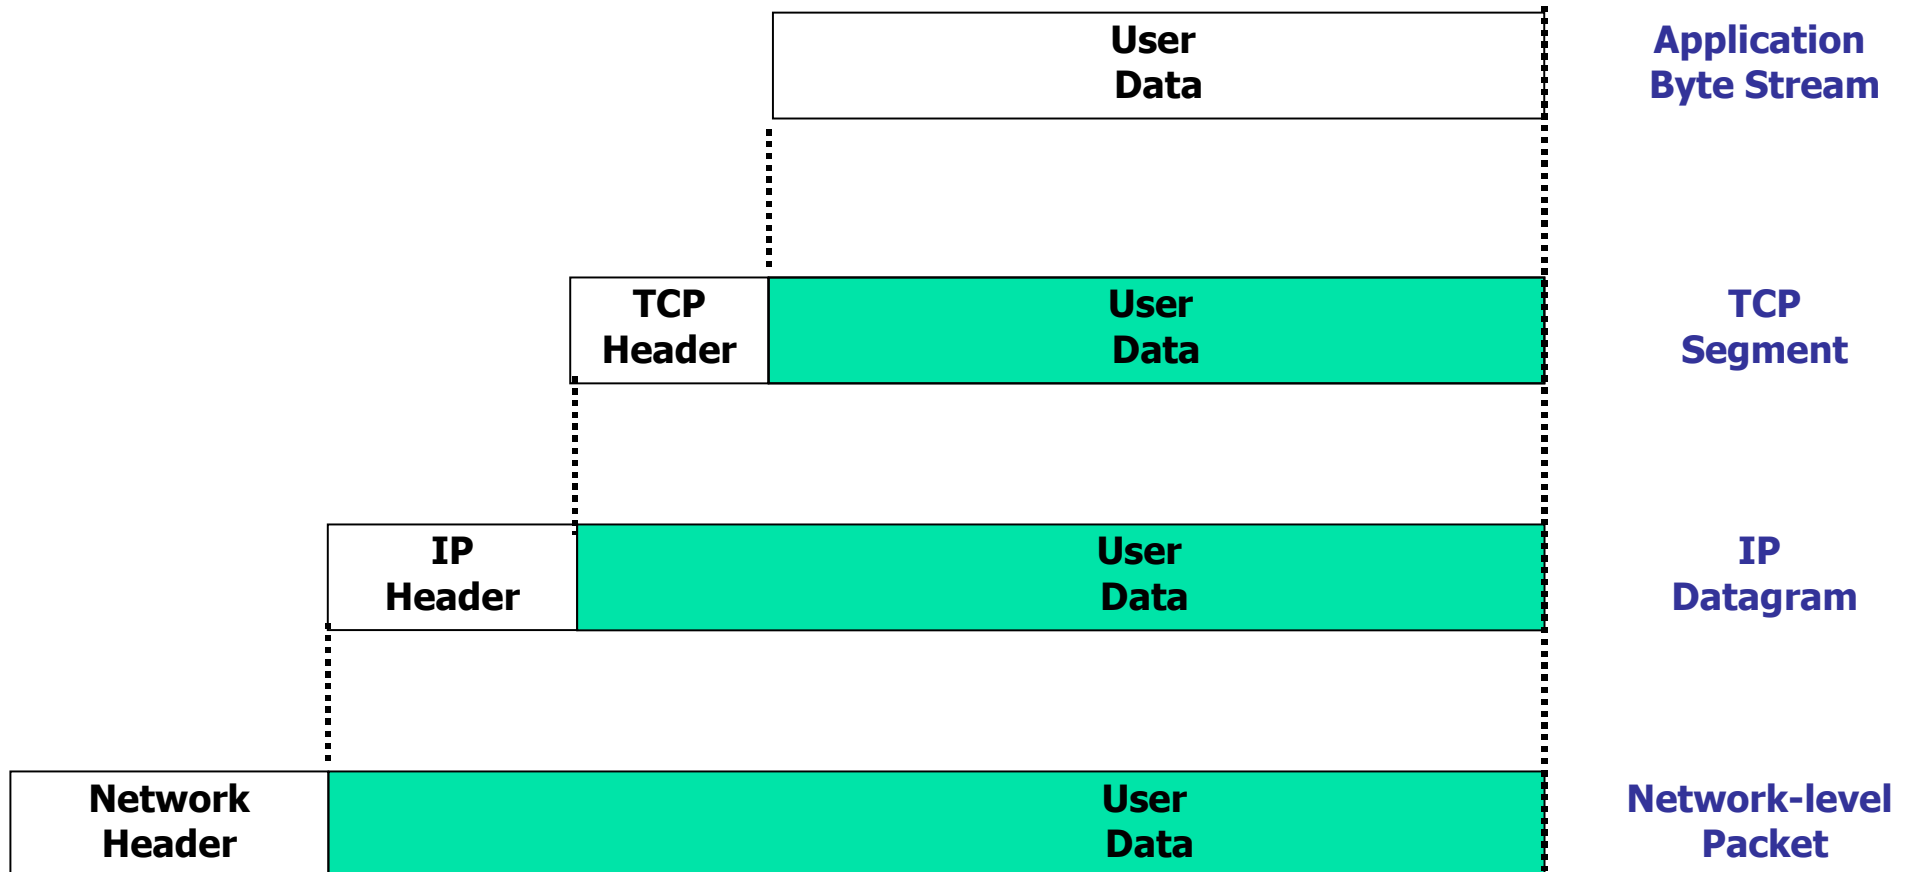 User
Data
Application
Byte Stream
TCP
Header
User
Data
TCP
Segment
IP
Header
User
Data
IP
Datagram
Network
Header
User
Data
Network-level
Packet